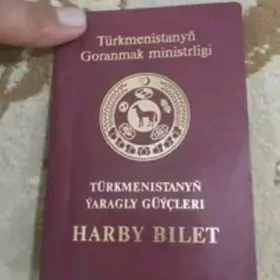 Türkmenistanyň
Goranmak ministrligi
TÜRKMENISTANYŇ
ÝARAGLY GÜÝÇLERI
HARBY BILET